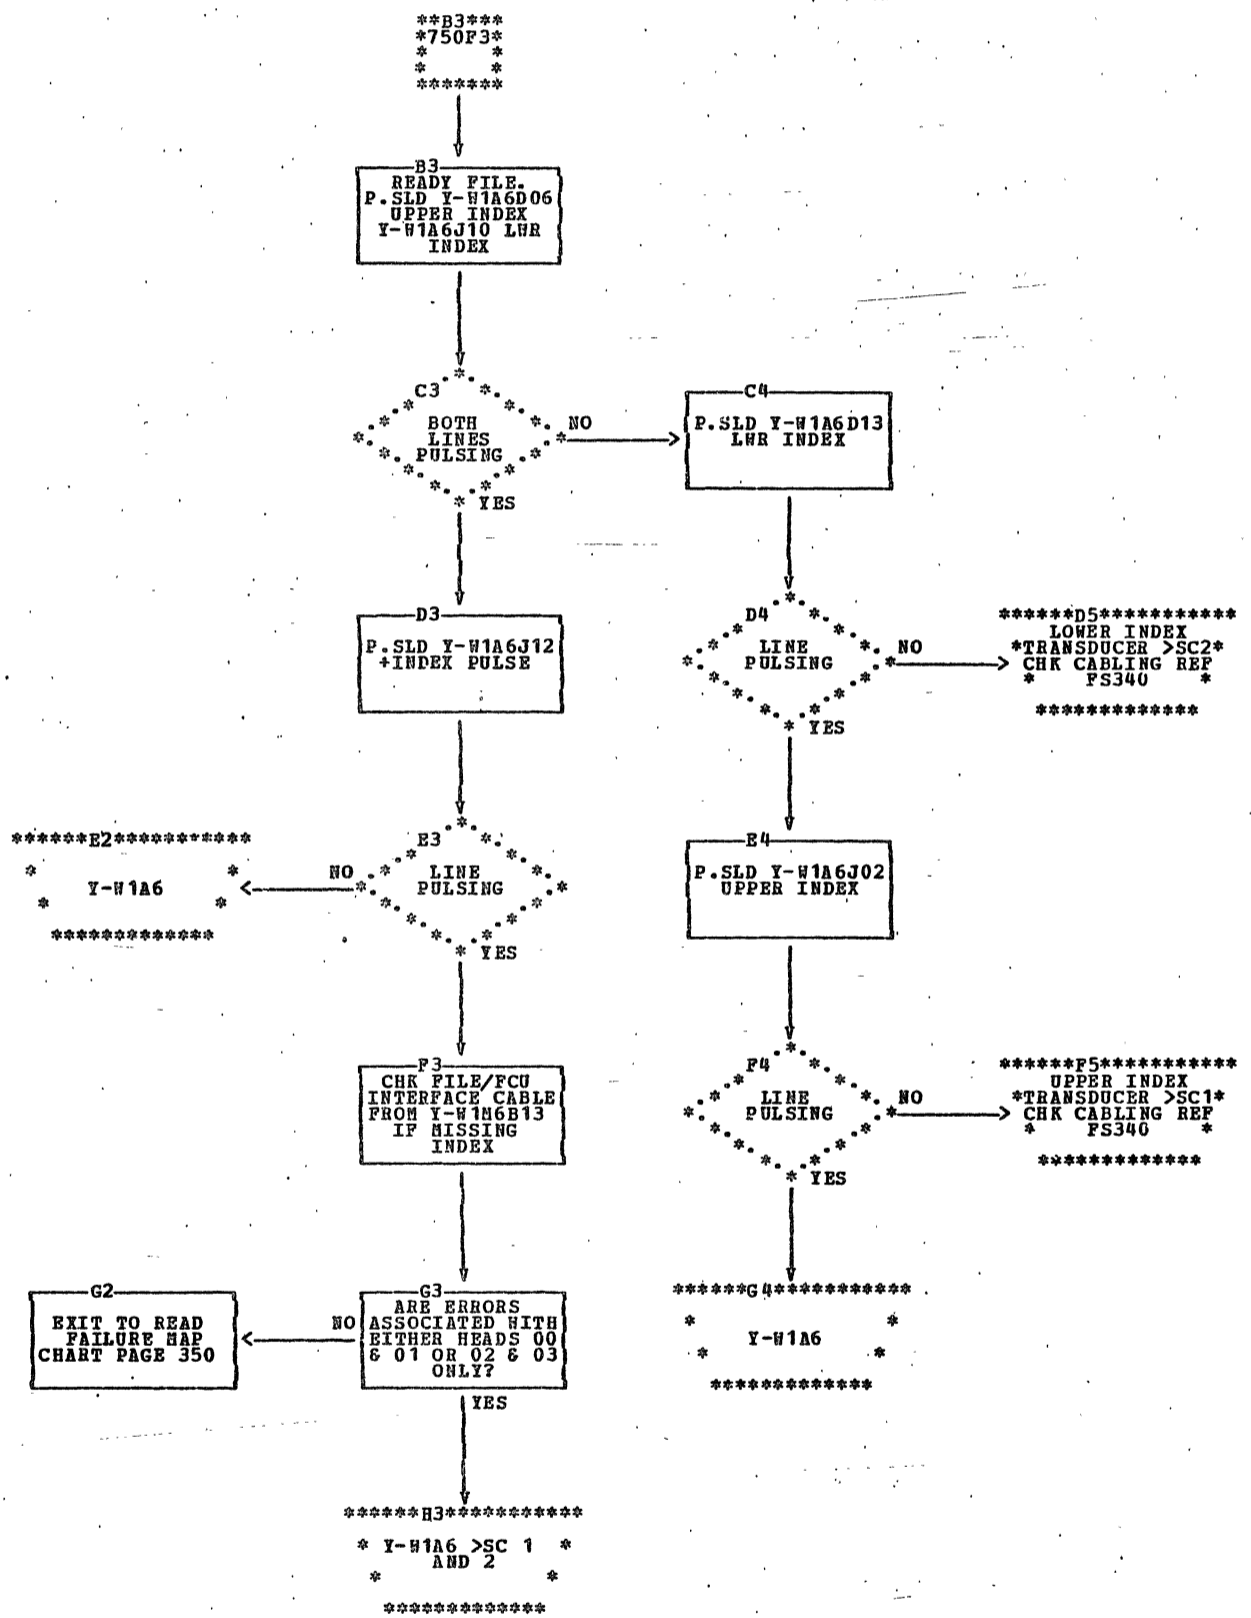 **B3***
*750F3*
* *
* *
*******
B3
READY FILE.
P.SLD Y-W1A6D06
UPPER INDEX
Y-W1A6J10 LWR
INDEX
C3
BOTH
LINES
PULSING
NO
YES
C4
P.SLD Y-W1A6D13
LWR INDEX
D3
P.SLD Y-W1A6J12
+INDEX PULSE
D4
LINE
PULSING
NO
YES
******D5***********
LOWER INDEX
*TRANSDUCER >SC2*
CHK CABLING REF
* FS340 *
*************
******E2***********
* *
Y-W1A6
* *
*************
E3
LINE
PULSING
NO
YES
E4
P.SLD Y-W1A6J02
UPPER INDEX
F3
CHK FILE/FCU
INTERFACE CABLE
FROM Y-W1M6B13
IF MISSING
INDEX
F4
LINE
PULSING
NO
YES
******F5***********
UPPER INDEX
*TRANSDUCER >SC1*
CHK CABLING REF
* FS340 *
*************
G2
EXIT TO READ
FAILURE MAP
CHART PAGE 350
G3
ARE ERRORS
ASSOCIATED WITH
EITHER HEADS 00
& 01 OR 02 & 03
ONLY?
NO
YES
******G4***********
* *
Y-W1A6
* *
*************
******H3***********
* Y-W1A6 >SC 1 *
AND 2
* *
*************